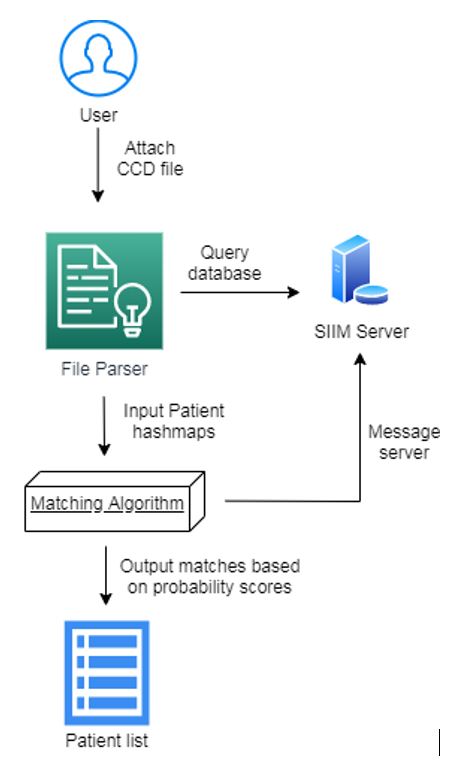 User
Attach
CCD file
Query
database
SIIM Server
File Parser
Input Patient
hashmaps
Message
server
Matching Algorithm
Output matches based
on probability scores
Patient list